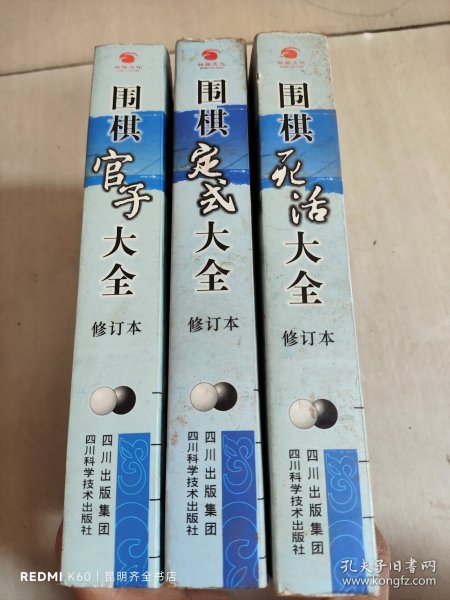 围棋官子大全
修订本
四川出版集团
四川科学技术出版社
围棋定式大全
修订本
四川出版集团
四川科学技术出版社
围棋死活大全
修订本
四川出版集团
四川科学技术出版社
REDMI K60 | 昆明齐全书店
孔夫子旧书网
www.kongfz.com